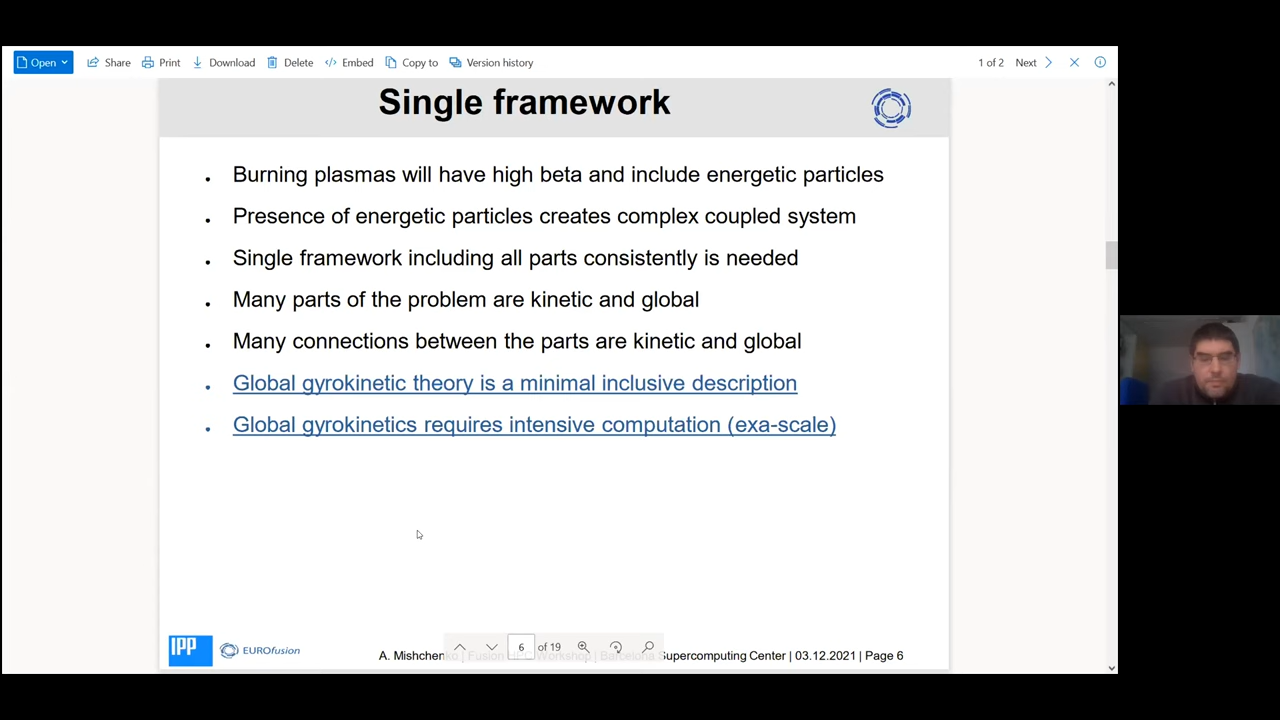 Open Share Print Download Delete Embed Copy to Version history 1 of 2 Next
Single framework
Burning plasmas will have high beta and include energetic particles
Presence of energetic particles creates complex coupled system
Single framework including all parts consistently is needed
Many parts of the problem are kinetic and global
Many connections between the parts are kinetic and global
Global gyrokinetic theory is a minimal inclusive description
Global gyrokinetics requires intensive computation (exa-scale)
6 of 19
IPP EUROfusion
A. Mishchenko | Fusion HPC Workshop | Barcelona Supercomputing Center | 03.12.2021 | Page 6